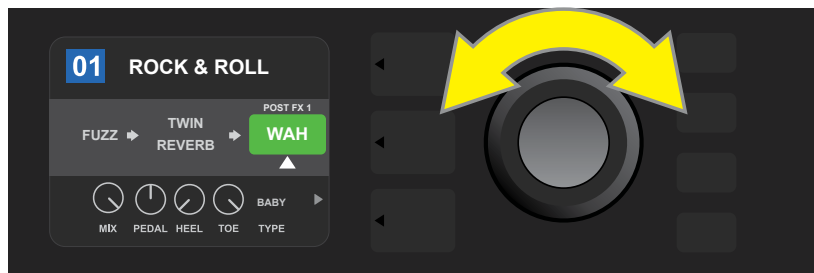 01 ROCK & ROLL
POST FX 1
FUZZ TWIN REVERB WAH
BABY
MIX PEDAL HEEL TOE TYPE